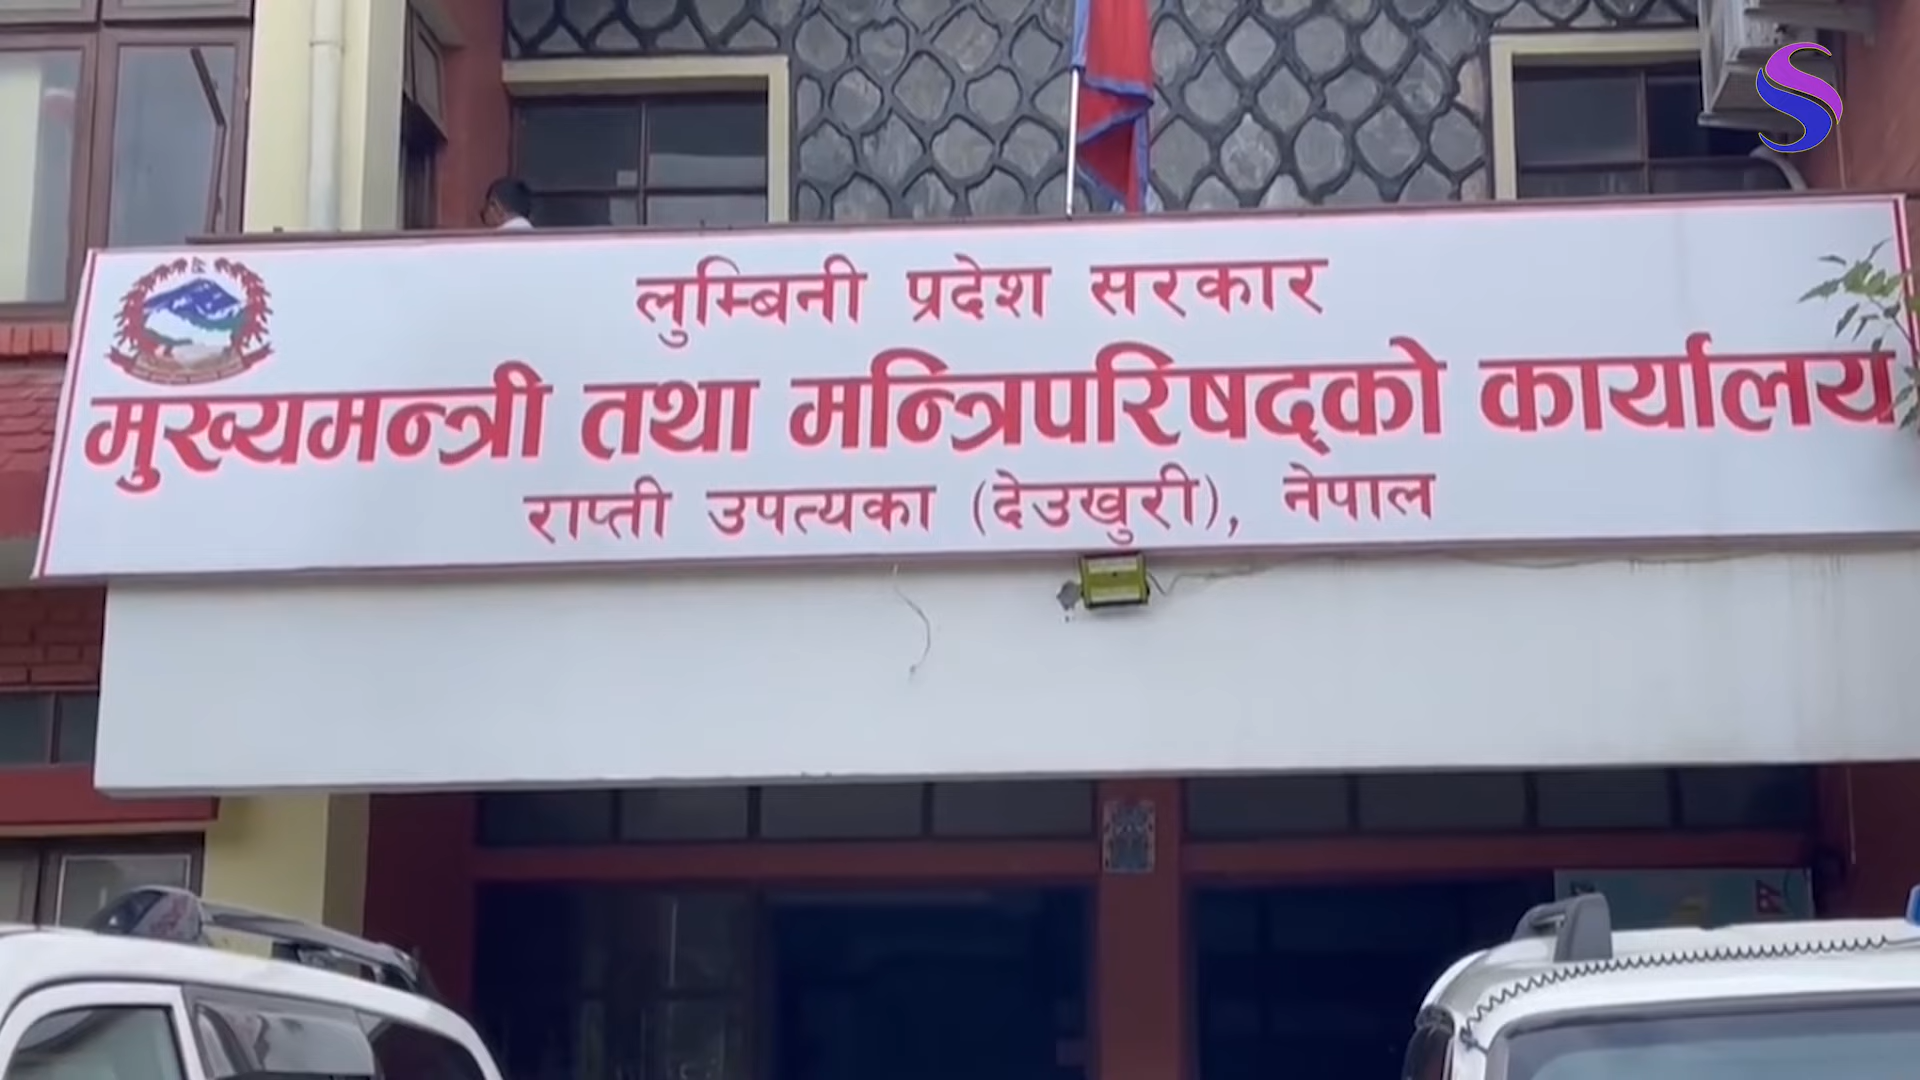 लुम्बिनी प्रदेश सरकार
मुख्यमन्त्री तथा मन्त्रिपरिषद्को कार्यालय
राप्ती उपत्यका (देउखुरी), नेपाल